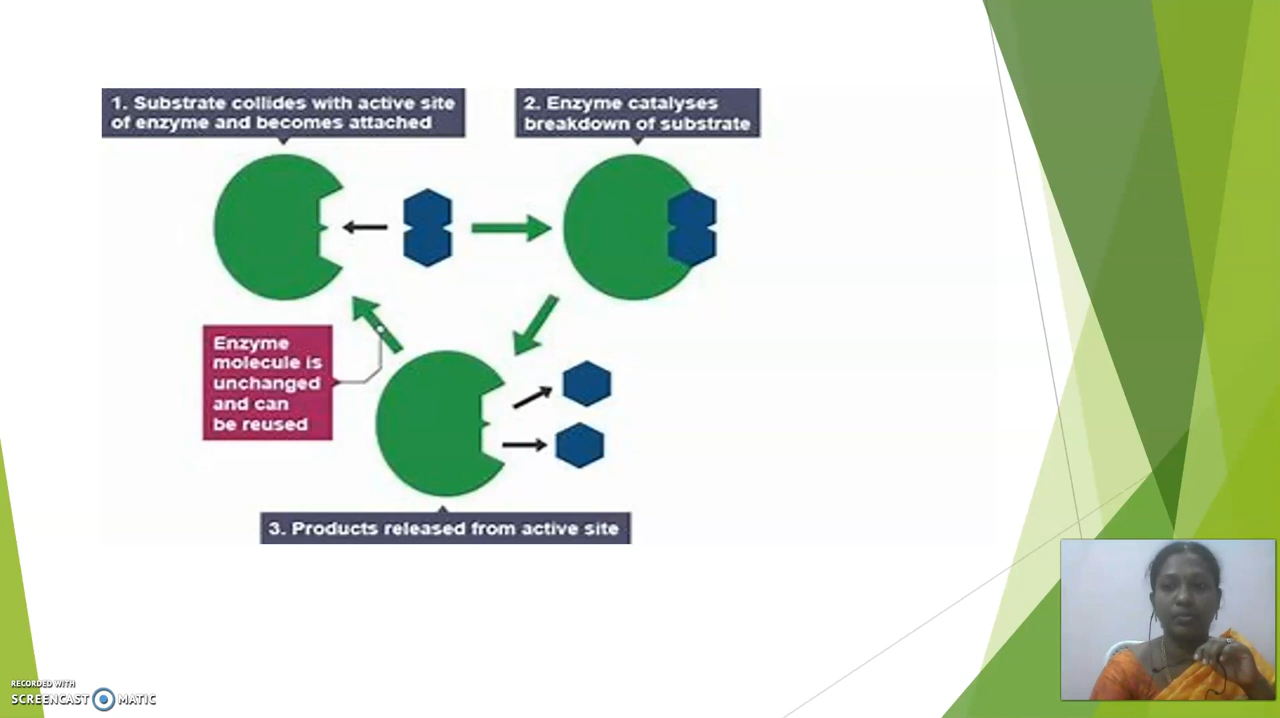 1. Substrate collides with active site
of enzyme and becomes attached
2. Enzyme catalyses
breakdown of substrate
Enzyme
molecule is
unchanged
and can
be reused
3. Products released from active site
RECORDED WITH
SCREENCAST MATIC